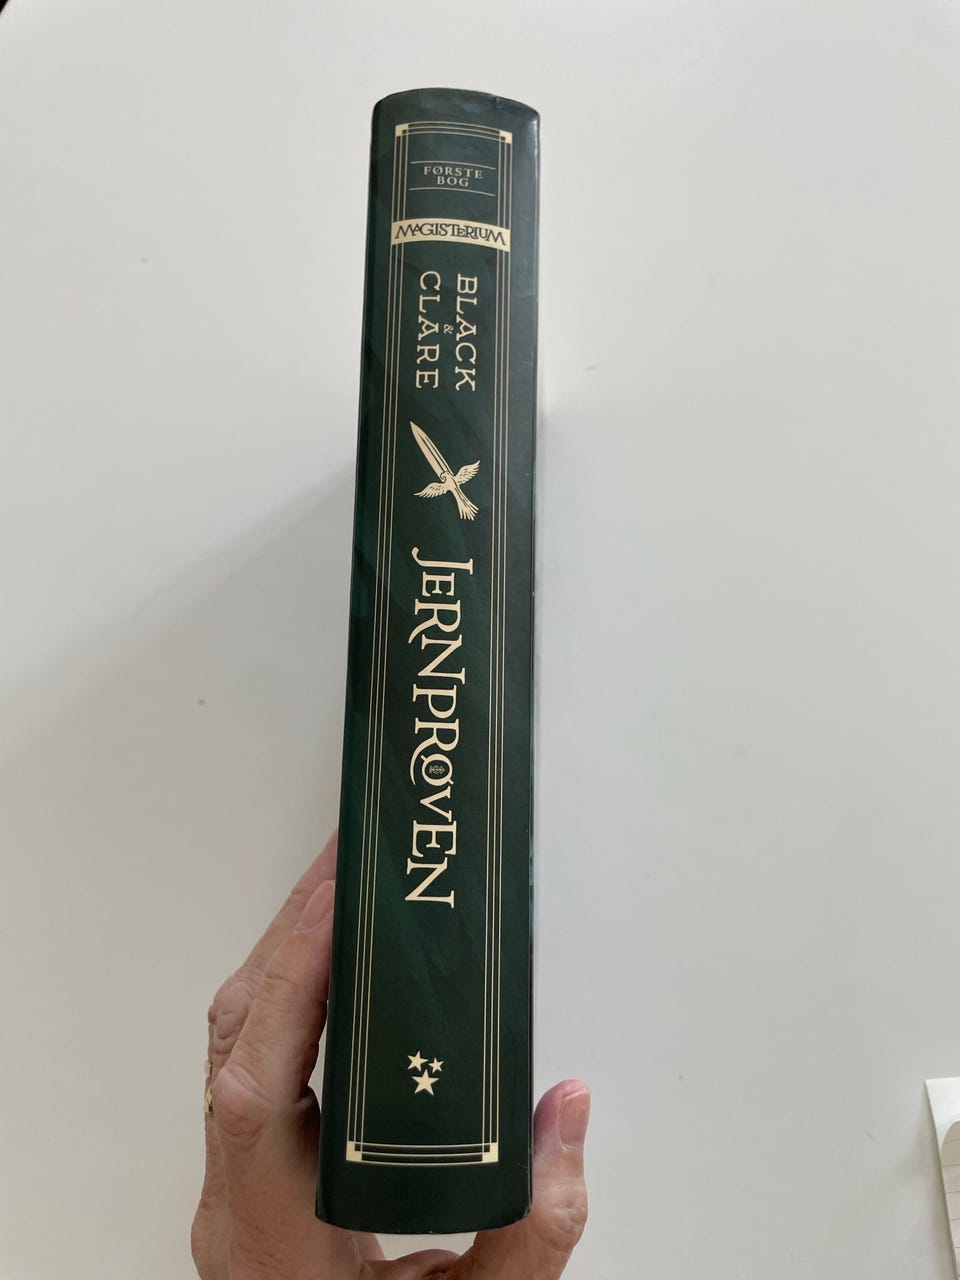 FØRSTE
BOG
MAGISTERIUM
BLACK
&
CLARE
JERNPRØVEN